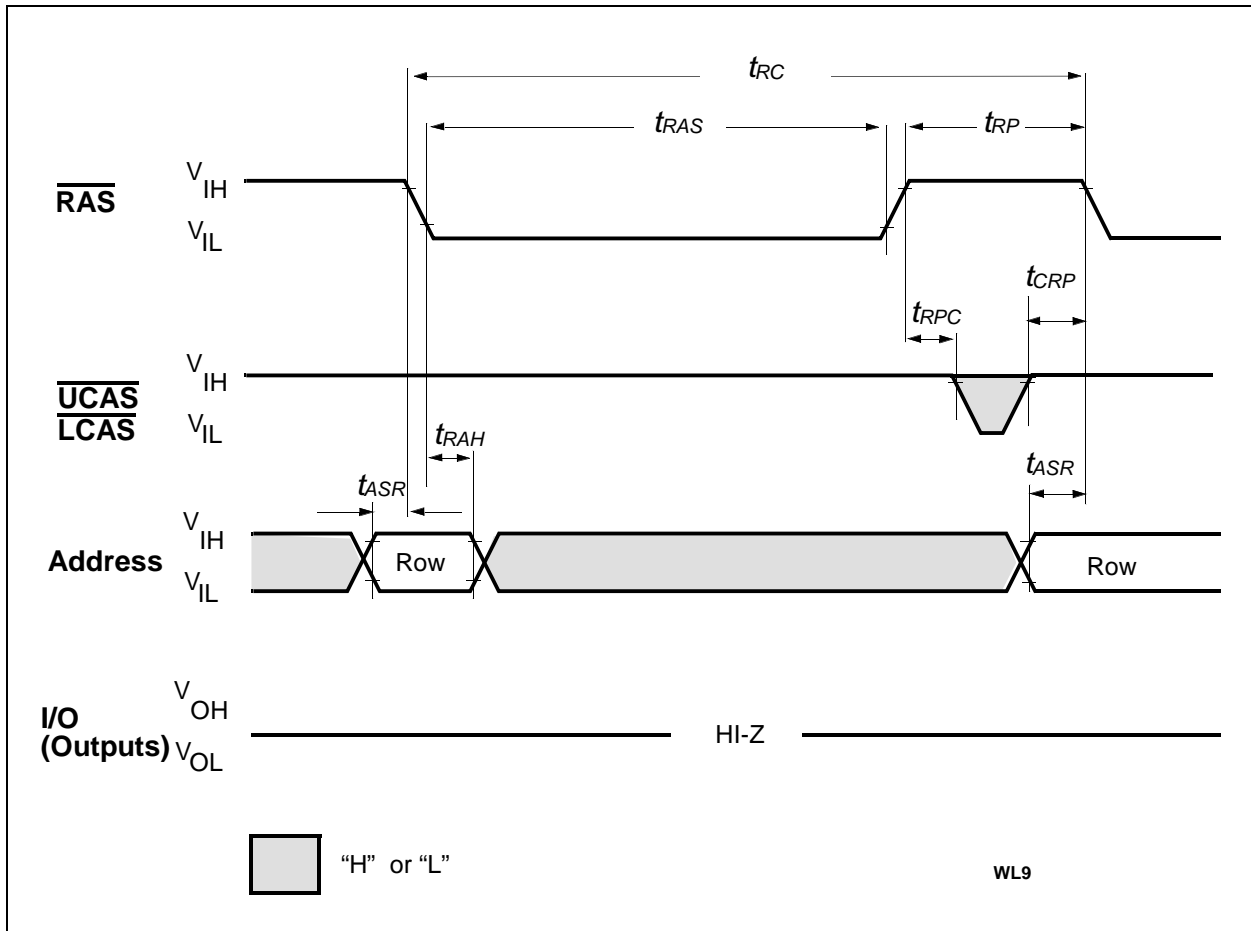 tRC
tRAS
tRP
RAS
VIH
VIL
tCRP
tRPC
UCAS
LCAS
VIH
VIL
tRAH
tASR
tASR
Address
VIH
VIL
Row
Row
I/O
(Outputs)
VOH
VOL
HI-Z
“H” or “L”
WL9